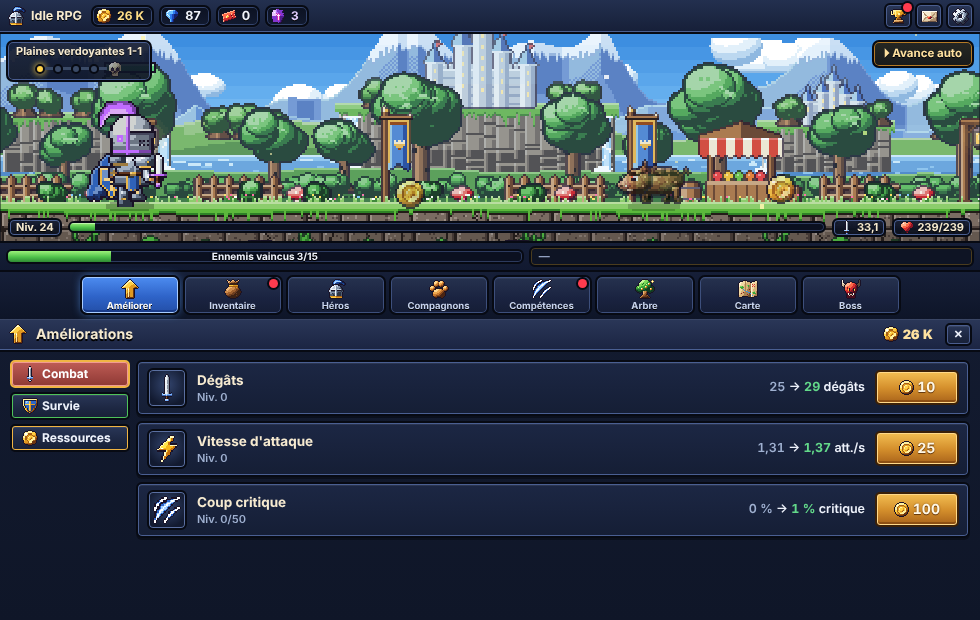 Idle RPG
26 K
87
0
3
Plaines verdoyantes 1-1
Avance auto
Niv. 24
33,1
239/239
Ennemis vaincus 3/15
—
Améliorer
Inventaire
Héros
Compagnons
Compétences
Arbre
Carte
Boss
Améliorations
26 K
×
Combat
Survie
Ressources
Dégâts
Niv. 0
25 → 29 dégâts
10
Vitesse d'attaque
Niv. 0
1,31 → 1,37 att./s
25
Coup critique
Niv. 0/50
0 % → 1 % critique
100